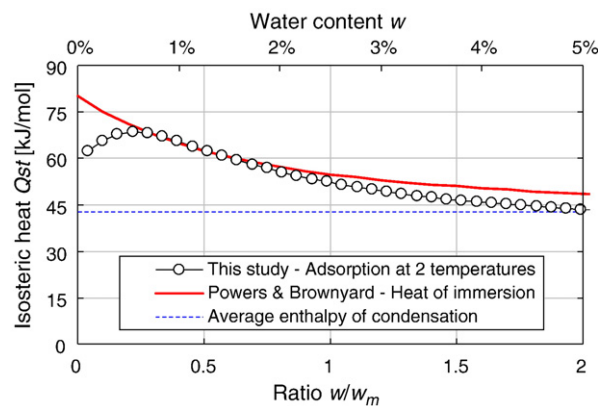 Water content w
0% 1% 2% 3% 4% 5%
90
75
60
45
30
15
0
Isosteric heat Qst [kJ/mol]
This study - Adsorption at 2 temperatures
Powers & Brownyard - Heat of immersion
Average enthalpy of condensation
0 0.5 1 1.5 2
Ratio w/wm